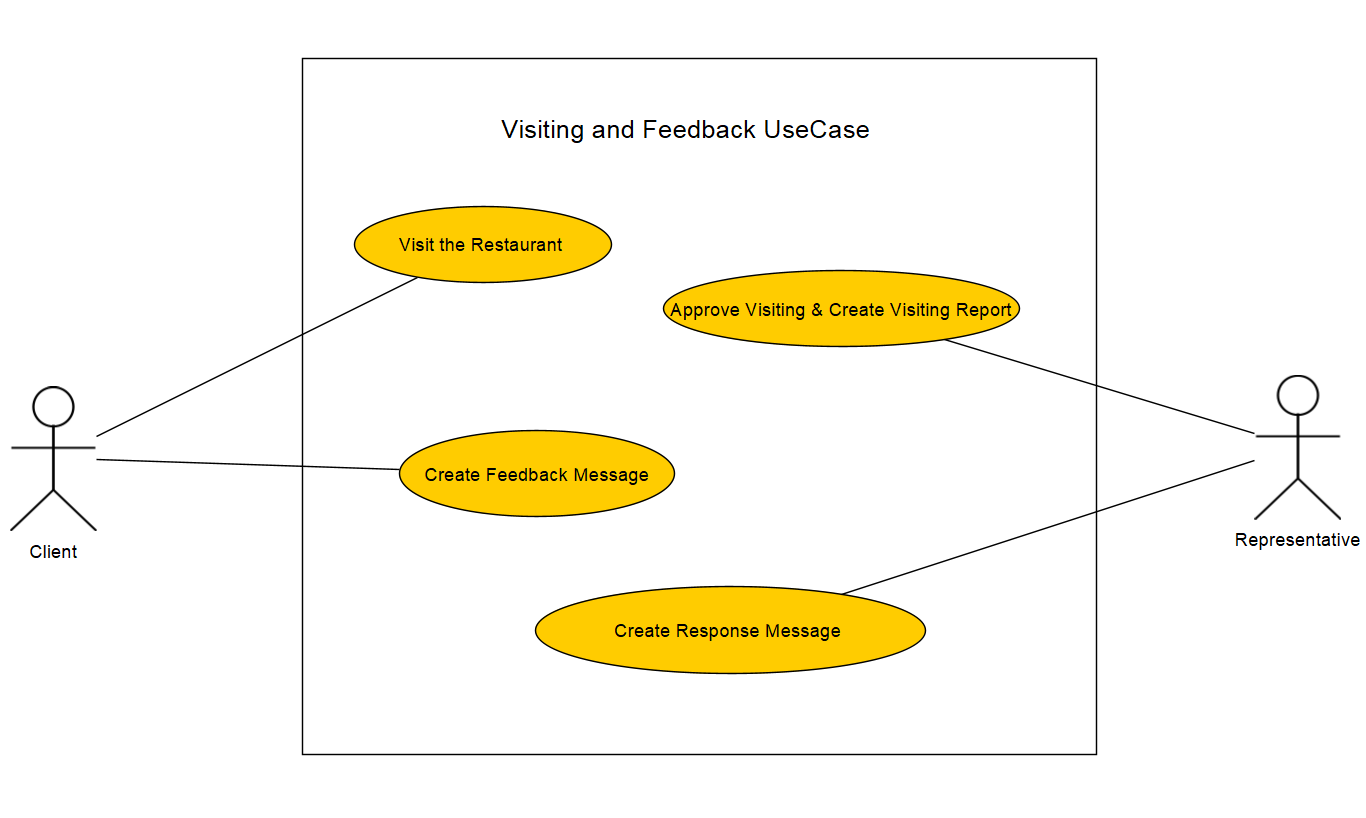 Visiting and Feedback UseCase
Visit the Restaurant
Approve Visiting & Create Visiting Report
Create Feedback Message
Client
Representative
Create Response Message